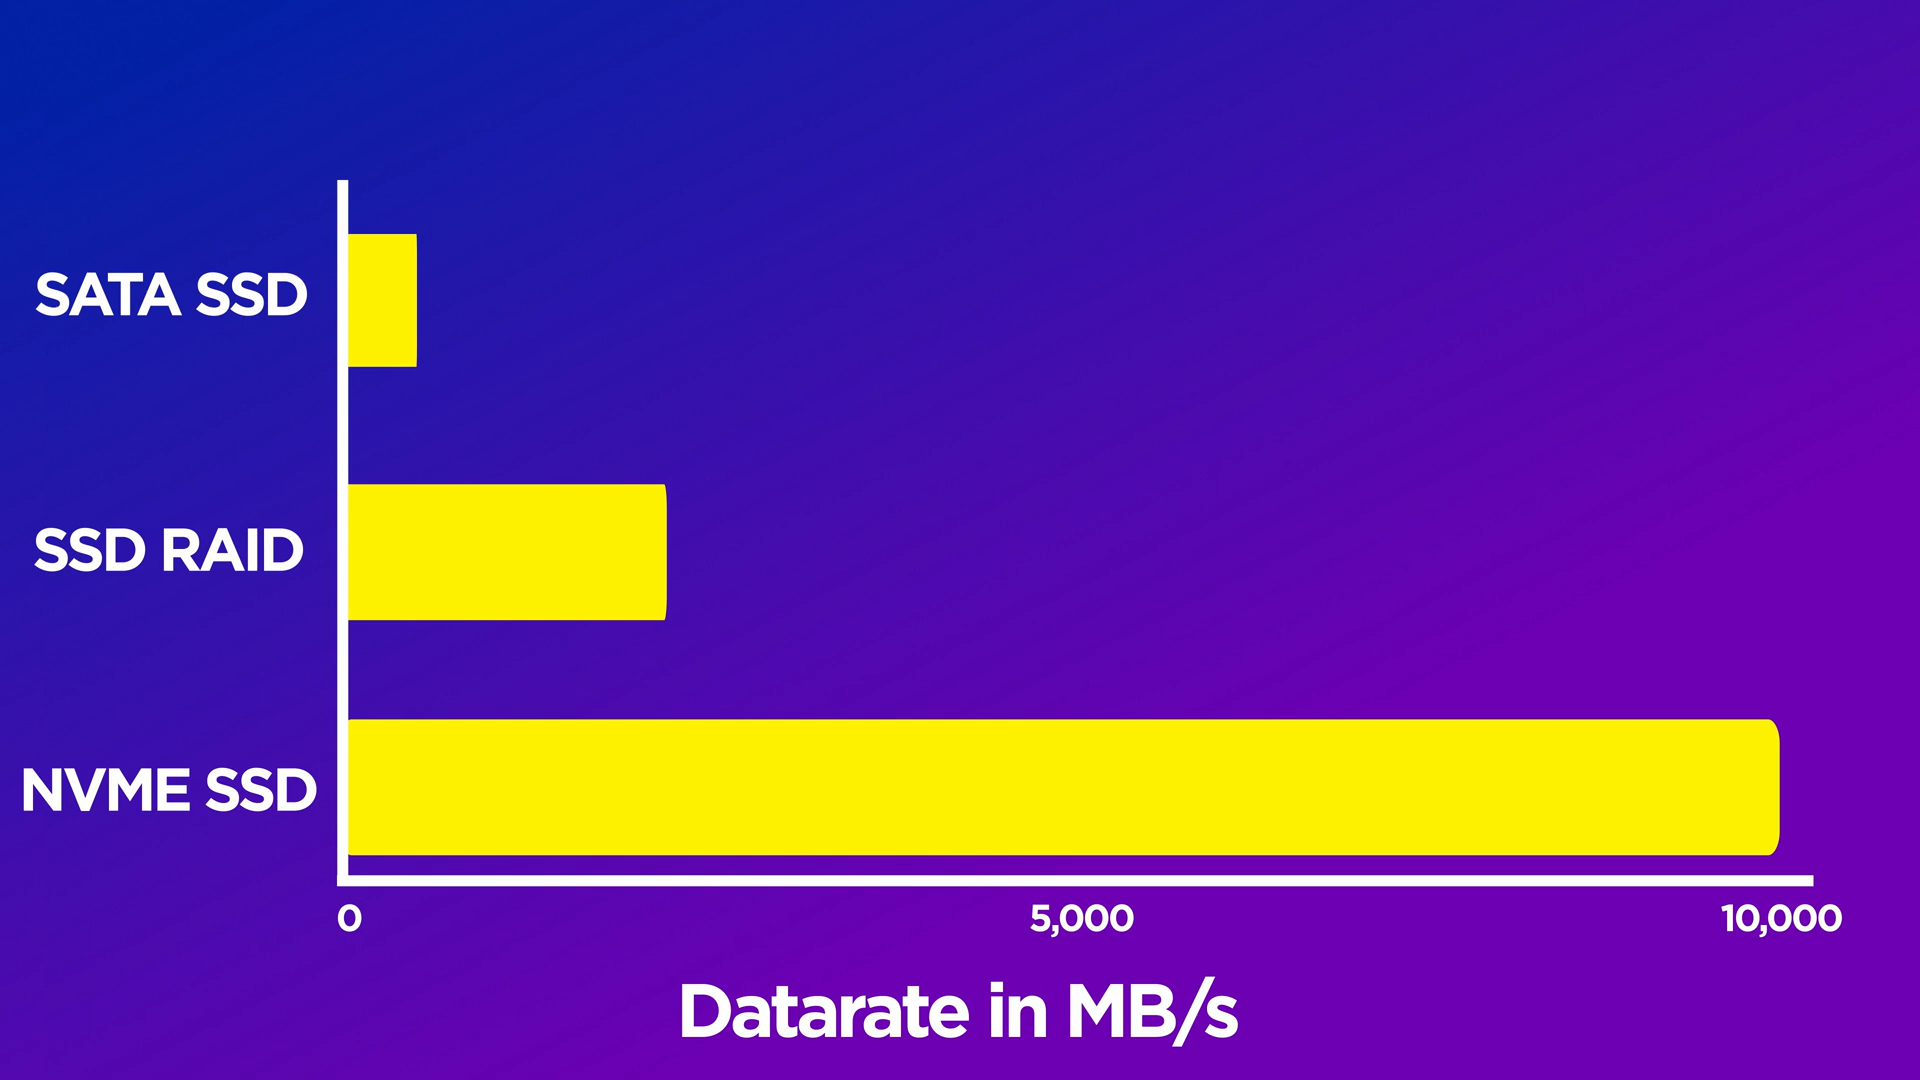 SATA SSD
SSD RAID
NVME SSD
0 5,000 10,000
Datarate in MB/s